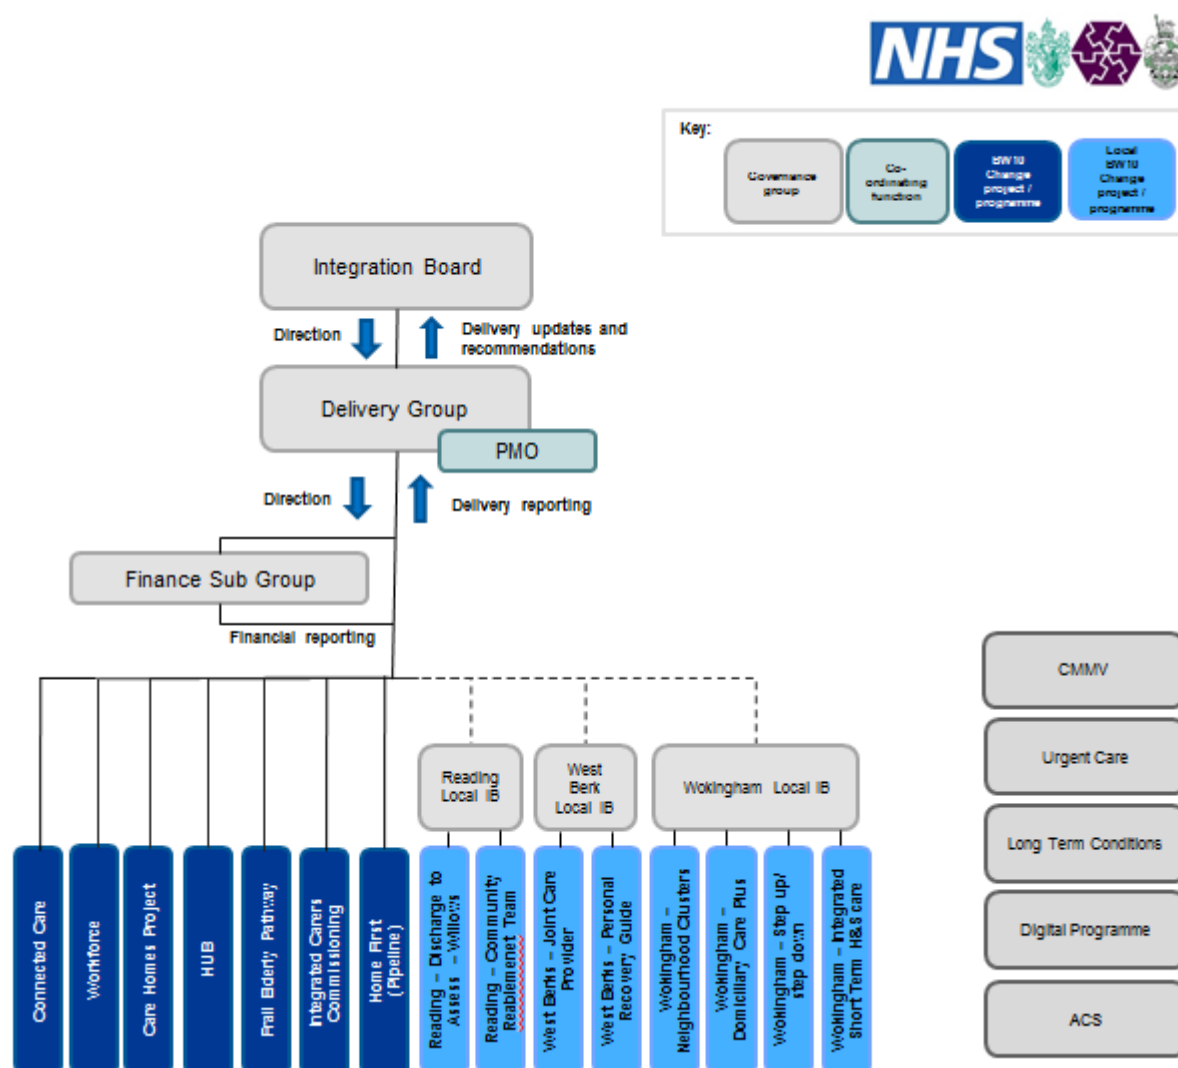 NHS
Key:
Governance
group
Co-
ordinating
function
BW10
Change
project /
programme
Local
BW10
Change
project /
programme
Integration Board
Direction
Delivery updates and
recommendations
Delivery Group
PMO
Direction
Delivery reporting
Finance Sub Group
Financial reporting
Reading
Local IB
West
Berk
Local IB
Wokingham Local IB
CMMV
Urgent Care
Long Term Conditions
Digital Programme
ACS
Connected Care
Workforce
Care Homes Project
HUB
Frail Elderly Pathway
Integrated Carers
Commissioning
Home First
(Pipeline)
Reading – Discharge to
Assess – Willows
Reading – Community
Reablemenet Team
West Berks – Joint Care
Provider
West Berks – Personal
Recovery Guide
Wokingham –
Neighbourhood Clusters
Wokingham –
Domiciliary Care Plus
Wokingham – Step up/
step down
Wokingham – Integrated
Short Term H&S care